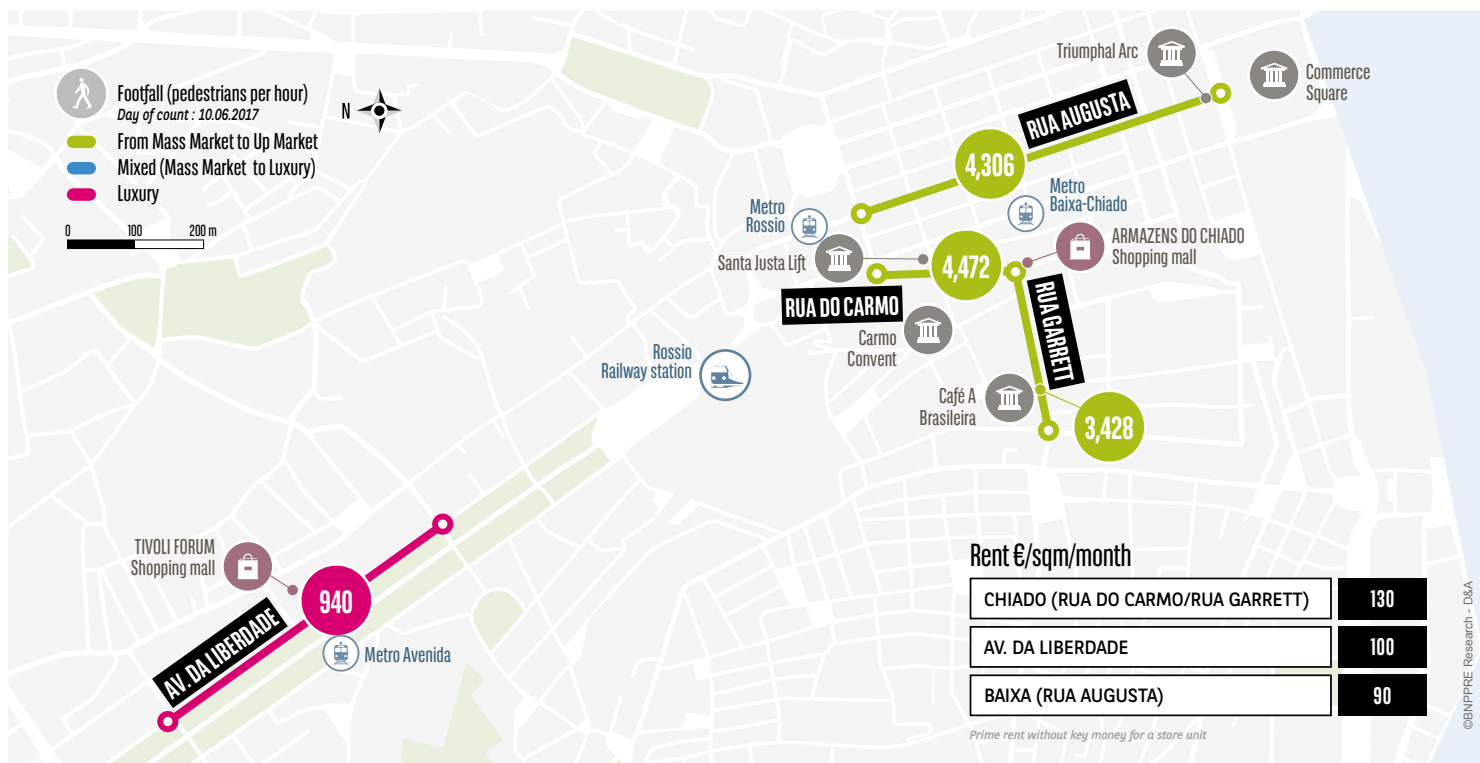 Footfall (pedestrians per hour)
Day of count : 10.06.2017
From Mass Market to Up Market
Mixed (Mass Market to Luxury)
Luxury
0 100 200 m
N
Triumphal Arc
Commerce
Square
RUA AUGUSTA
4,306
Metro
Rossio
Metro
Baixa-Chiado
Santa Justa Lift
4,472
ARMAZENS DO CHIADO
Shopping mall
RUA DO CARMO
RUA GARRETT
Carmo
Convent
Rossio
Railway station
Café A
Brasileira
3,428
TIVOLI FORUM
Shopping mall
940
AV. DA LIBERDADE
Metro Avenida
Rent €/sqm/month
CHIADO (RUA DO CARMO/RUA GARRETT) 130
AV. DA LIBERDADE 100
BAIXA (RUA AUGUSTA) 90
Prime rent without key money for a store unit
©BNPPRE Research - D&A